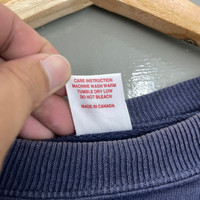 CARE INSTRUCTION
MACHINE WASH WARM
TUMBLE DRY LOW
DO NOT BLEACH
MADE IN CANADA